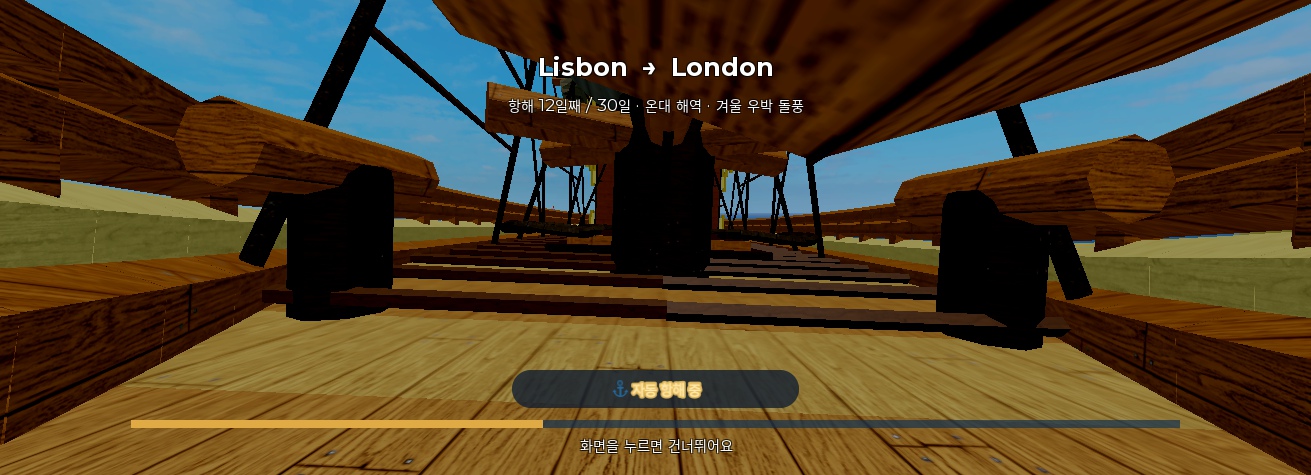 Lisbon → London
항해 12일째 / 30일 · 온대 해역 · 겨울 우박 돌풍
⚓ 자동 항해 중
화면을 누르면 건너뛰어요